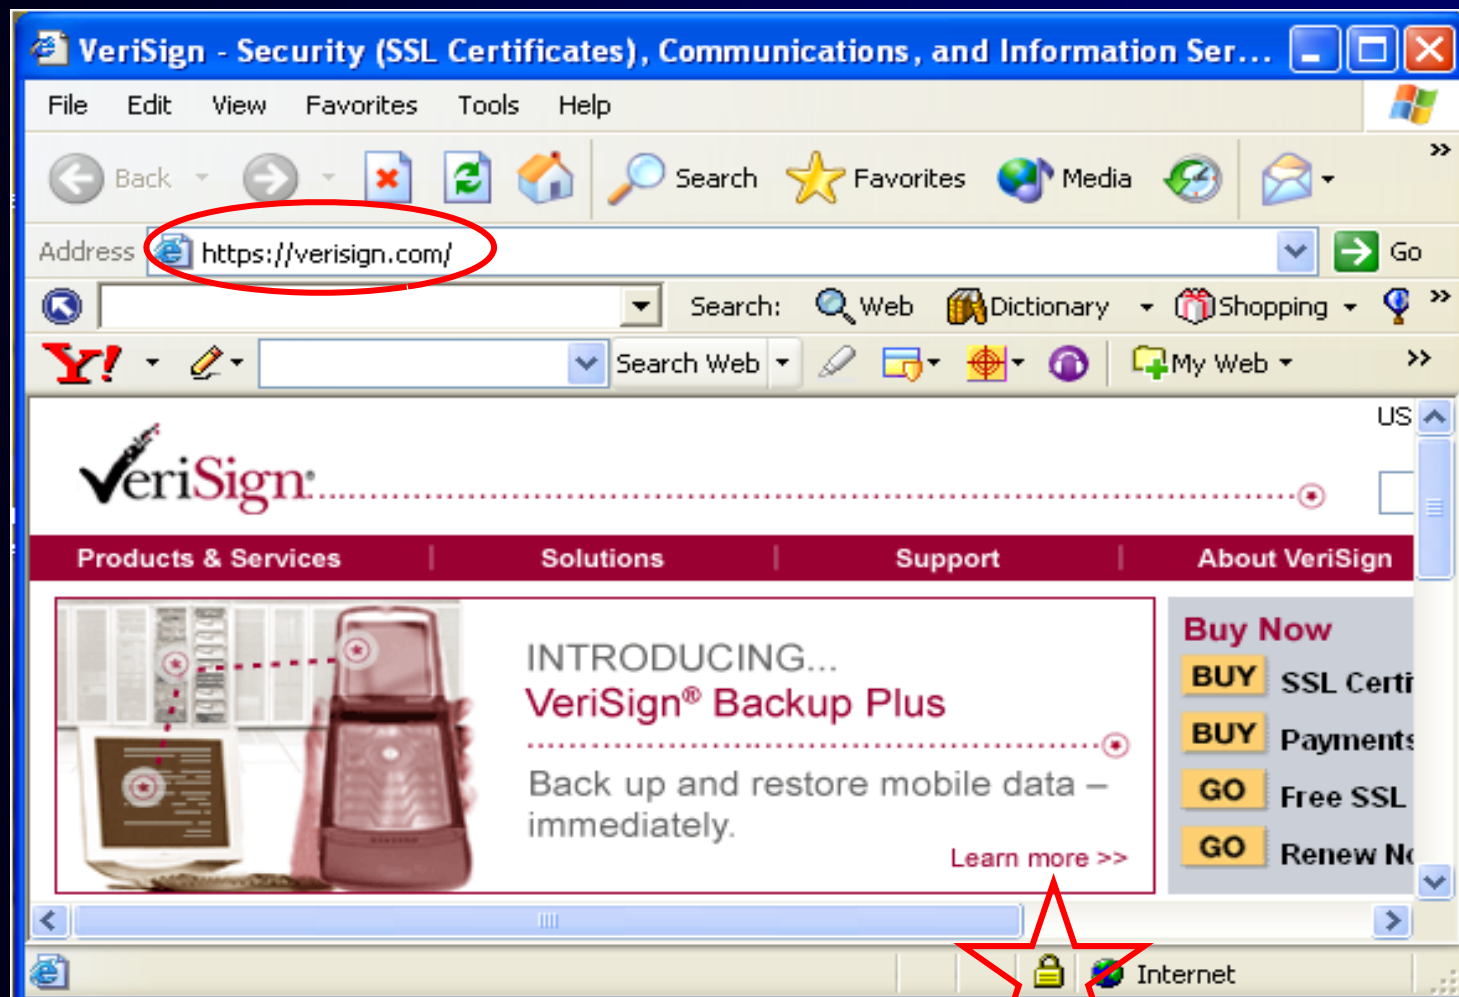 VeriSign - Security (SSL Certificates), Communications, and Information Ser...
File Edit View Favorites Tools Help
Back Search Favorites Media »
Address https://verisign.com/ Go
Search: Web Dictionary Shopping »
Y! Search Web My Web »
US
VeriSign®
Products & Services | Solutions | Support | About VeriSign
INTRODUCING...
VeriSign® Backup Plus
Back up and restore mobile data –
immediately.
Learn more >>
Buy Now
BUY SSL Certi
BUY Payments
GO Free SSL
GO Renew No
Internet